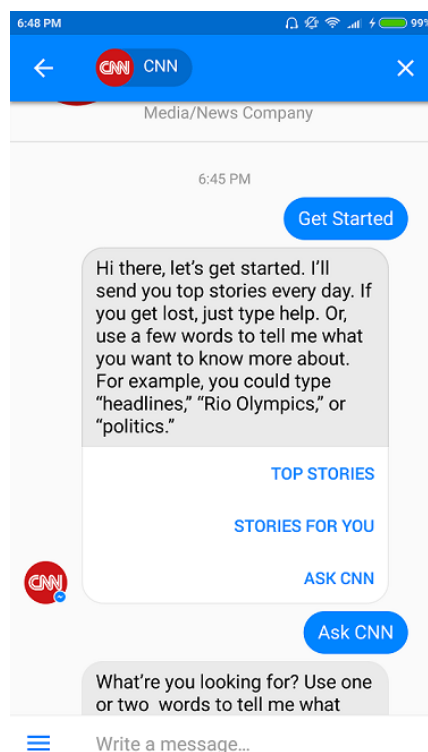 6:48 PM
99%
CNN CNN
Media/News Company
6:45 PM
Get Started
Hi there, let's get started. I'll
send you top stories every day. If
you get lost, just type help. Or,
use a few words to tell me what
you want to know more about.
For example, you could type
“headlines,” “Rio Olympics,” or
“politics.”
TOP STORIES
STORIES FOR YOU
ASK CNN
CNN
Ask CNN
What're you looking for? Use one
or two words to tell me what
Write a message...